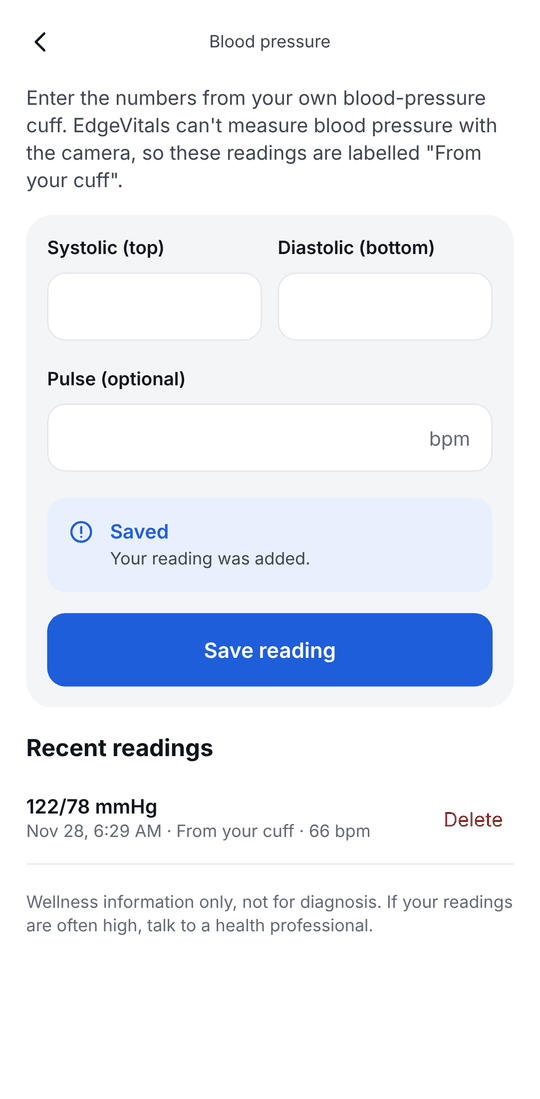 Blood pressure
Enter the numbers from your own blood-pressure
cuff. EdgeVitals can't measure blood pressure with
the camera, so these readings are labelled "From
your cuff".
Systolic (top)
Diastolic (bottom)
Pulse (optional)
bpm
Saved
Your reading was added.
Save reading
Recent readings
122/78 mmHg
Nov 28, 6:29 AM · From your cuff · 66 bpm
Delete
Wellness information only, not for diagnosis. If your readings
are often high, talk to a health professional.